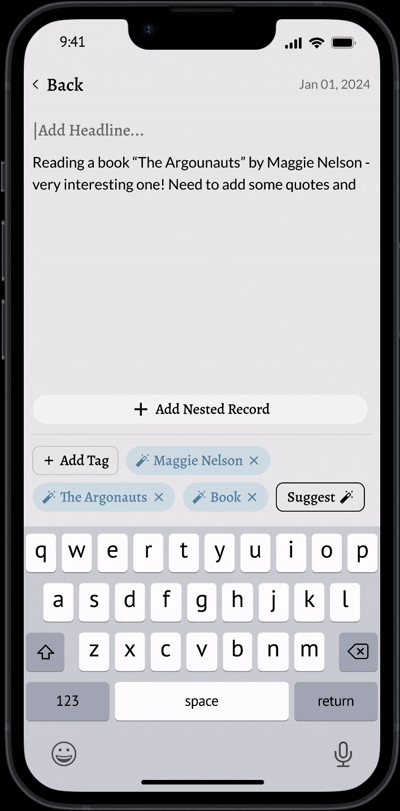 9:41
Back
Jan 01, 2024
Add Headline...
Reading a book “The Argounauts” by Maggie Nelson -
very interesting one! Need to add some quotes and
+ Add Nested Record
+ Add Tag
Maggie Nelson ×
The Argonauts ×
Book ×
Suggest
q w e r t y u i o p
a s d f g h j k l
z x c v b n m
123 space return